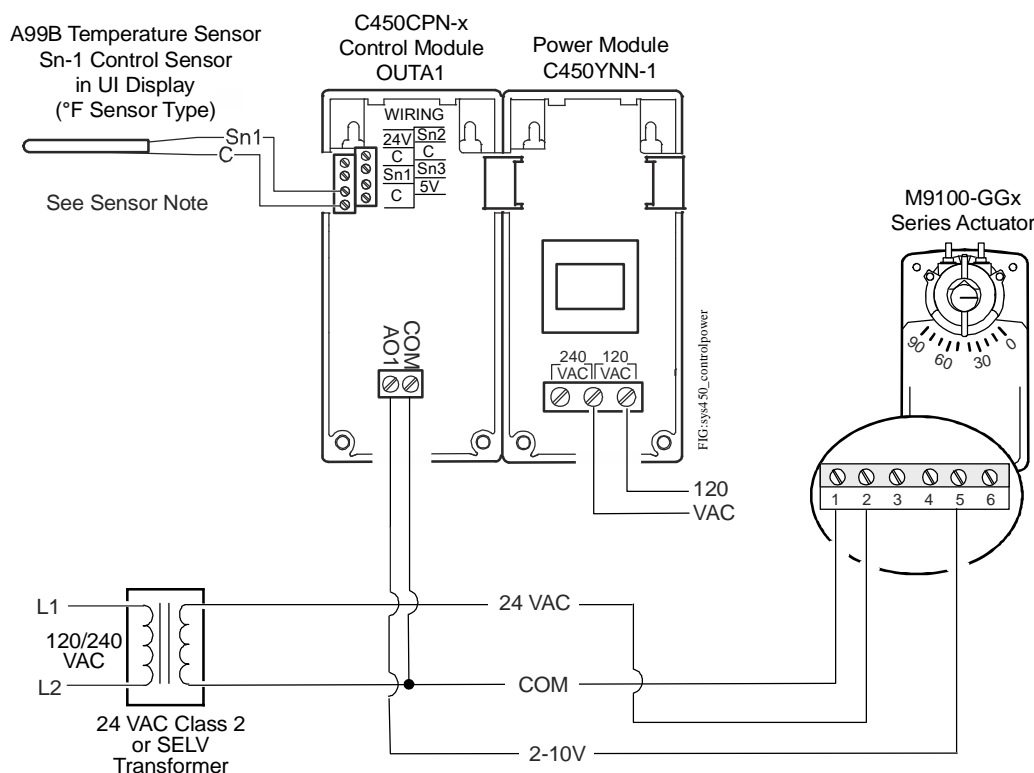 C450CPN-x
Control Module
OUTA1
Power Module
C450YNN-1
A99B Temperature Sensor
Sn-1 Control Sensor
in UI Display
(°F Sensor Type)
Sn1
C
See Sensor Note
WIRING
24V Sn2
C C
Sn1 Sn3
C 5V
M9100-GGx
Series Actuator
90 60 30 0
AO1 COM
240 VAC 120 VAC
FIG:sys450_controlpower
120
VAC
1 2 3 4 5 6
L1
120/240
VAC
L2
24 VAC
COM
2-10V
24 VAC Class 2
or SELV
Transformer